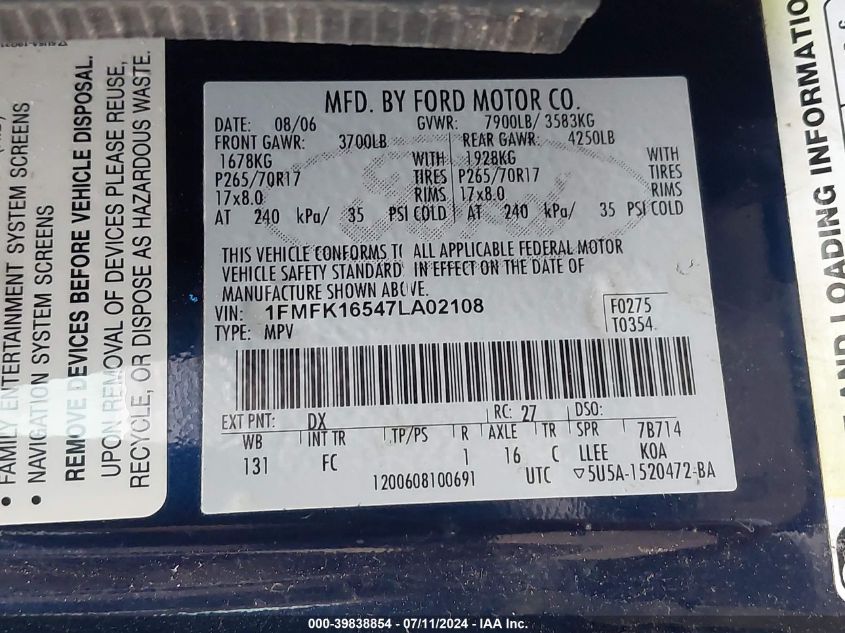 • FAMILY ENTERTAINMENT SYSTEM SCREENS
• NAVIGATION SYSTEM SCREENS
REMOVE DEVICES BEFORE VEHICLE DISPOSAL.
UPON REMOVAL OF DEVICES PLEASE REUSE,
RECYCLE, OR DISPOSE AS HAZARDOUS WASTE.
MFD. BY FORD MOTOR CO.
DATE: 08/06 GVWR: 7900LB/ 3583KG
FRONT GAWR: 3700LB REAR GAWR: 4250LB
1678KG WITH 1928KG WITH
P265/70R17 TIRES P265/70R17 TIRES
17x8.0 RIMS 17x8.0 RIMS
AT 240 kPa/ 35 PSI COLD AT 240 kPa/ 35 PSI COLD
THIS VEHICLE CONFORMS TO ALL APPLICABLE FEDERAL MOTOR
VEHICLE SAFETY STANDARD IN EFFECT ON THE DATE OF
MANUFACTURE SHOWN ABOVE.
VIN: 1FMFK16547LA02108 F0275
TYPE: MPV T0354
EXT PNT: DX RC: 27 DSO:
WB INT TR TP/PS R AXLE TR SPR 7B714
131 FC 1 16 C LLEE KOA
1200608100691 UTC ▽5U5A-1520472-BA
E AND LOADING INFORMATIO
000-39838854 / 07/11/2024 - IAA Inc.